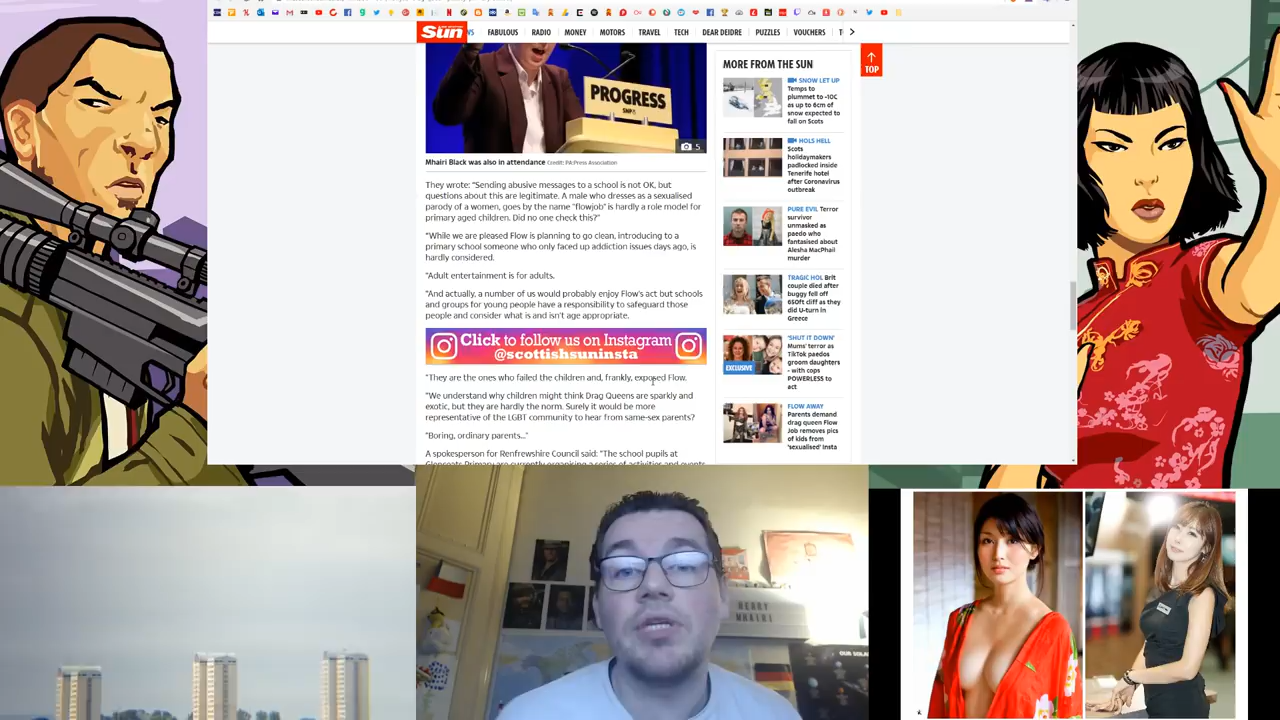 Sun
FABULOUS RADIO MONEY MOTORS TRAVEL TECH DEAR DEIDRE PUZZLES VOUCHERS
TOP
PROGRESS
SNP
5
Mhairi Black was also in attendance Credit: PA:Press Association
They wrote: “Sending abusive messages to a school is not OK, but
questions about this are legitimate. A male who dresses as a sexualised
parody of a women, goes by the name “flowjob” is hardly a role model for
primary aged children. Did no one check this?”
“While we are pleased Flow is planning to go clean, introducing to a
primary school someone who only faced up addiction issues days ago, is
hardly considered.
“Adult entertainment is for adults.
“And actually, a number of us would probably enjoy Flow’s act but schools
and groups for young people have a responsibility to safeguard those
people and consider what is and isn’t age appropriate.
Click to follow us on Instagram
@scottishsuninsta
“They are the ones who failed the children and, frankly, exposed Flow.
“We understand why children might think Drag Queens are sparkly and
exotic, but they are hardly the norm. Surely it would be more
representative of the LGBT community to hear from same-sex parents?
“Boring, ordinary parents…”
A spokesperson for Renfrewshire Council said: “The school pupils at
Glencoats Primary are currently organising a series of activities and events
MORE FROM THE SUN
SNOW LET UP
Temps to
plummet to -10C
as up to 6cm of
snow expected to
fall on Scots
HOLS HELL
Scots
holidaymakers
padlocked inside
Tenerife hotel
after Coronavirus
outbreak
PURE EVIL Terror
survivor
unmasked as
paedo who
fantasised about
Alesha MacPhail
murder
TRAGIC HOL Brit
couple died after
buggy fell off
650ft cliff as they
did U-turn in
Greece
‘SHUT IT DOWN’
Mums’ terror as
TikTok paedos
groom daughters
- with cops
POWERLESS to
act
EXCLUSIVE
FLOW AWAY
Parents demand
drag queen Flow
Job removes pics
of kids from
‘sexualised’ Insta
MHAIRI